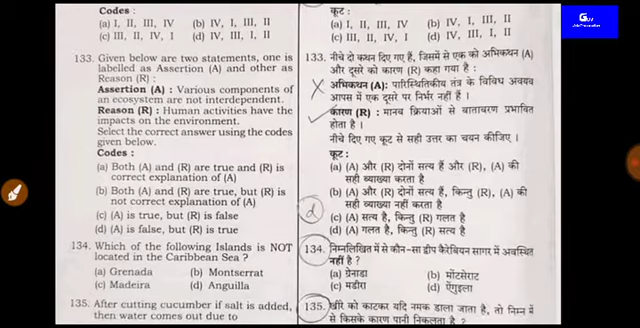 Codes :
(a) I, II, III, IV (b) IV, I, III, II
(c) III, II, IV, I (d) IV, III, I, II
133. Given below are two statements, one is
labelled as Assertion (A) and other as
Reason (R) :
Assertion (A) : Various components of
an ecosystem are not interdependent.
Reason (R) : Human activities have the
impacts on the environment.
Select the correct answer using the codes
given below.
Codes :
(a) Both (A) and (R) are true and (R) is
correct explanation of (A)
(b) Both (A) and (R) are true, but (R) is
not correct explanation of (A)
(c) (A) is true, but (R) is false
(d) (A) is false, but (R) is true
134. Which of the following Islands is NOT
located in the Caribbean Sea ?
(a) Grenada (b) Montserrat
(c) Madeira (d) Anguilla
135. After cutting cucumber if salt is added,
then water comes out due to
कूट :
(a) I, II, III, IV (b) IV, I, III, II
(c) III, II, IV, I (d) IV, III, I, II
133. नीचे दो कथन दिए गए हैं, जिसमें से एक को अभिकथन (A)
और दूसरे को कारण (R) कहा गया है :
अभिकथन (A) : पारिस्थितिकीय तंत्र के विविध अवयव
आपस में एक दूसरे पर निर्भर नहीं हैं ।
कारण (R) : मानव क्रियाओं से वातावरण प्रभावित
होता है ।
नीचे दिए गए कूट से सही उत्तर का चयन कीजिए ।
कूट :
(a) (A) और (R) दोनों सत्य हैं और (R), (A) की
सही व्याख्या करता है
(b) (A) और (R) दोनों सत्य हैं, किन्तु (R), (A) की
सही व्याख्या नहीं करता है
d
(c) (A) सत्य है, किन्तु (R) गलत है
(d) (A) गलत है, किन्तु (R) सत्य है
134. निम्नलिखित में से कौन-सा द्वीप कैरेबियन सागर में अवस्थित
नहीं है ?
(a) ग्रेनाडा (b) मोंटसेराट
(c) मडीरा (d) ऐंगुइला
135. खीरे को काटकर यदि नमक डाला जाता है, तो निम्न में
से किसके कारण पानी निकलता है ?